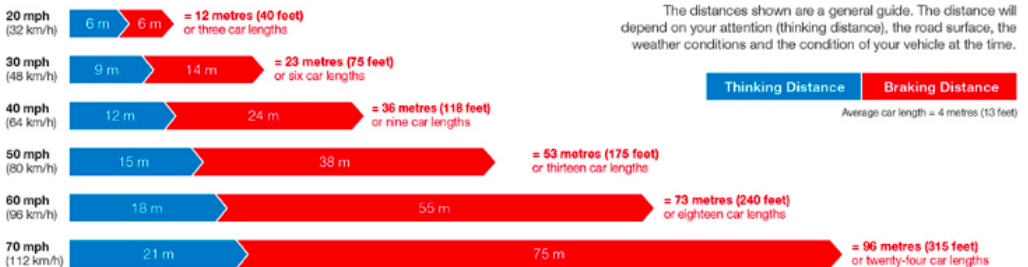 20 mph
(32 km/h)
6 m
6 m
= 12 metres (40 feet)
or three car lengths
The distances shown are a general guide. The distance will
depend on your attention (thinking distance), the road surface, the
weather conditions and the condition of your vehicle at the time.
30 mph
(48 km/h)
9 m
14 m
= 23 metres (75 feet)
or six car lengths
Thinking Distance
Braking Distance
Average car length = 4 metres (13 feet)
40 mph
(64 km/h)
12 m
24 m
= 36 metres (118 feet)
or nine car lengths
50 mph
(80 km/h)
15 m
38 m
= 53 metres (175 feet)
or thirteen car lengths
60 mph
(96 km/h)
18 m
55 m
= 73 metres (240 feet)
or eighteen car lengths
70 mph
(112 km/h)
21 m
75 m
= 96 metres (315 feet)
or twenty-four car lengths